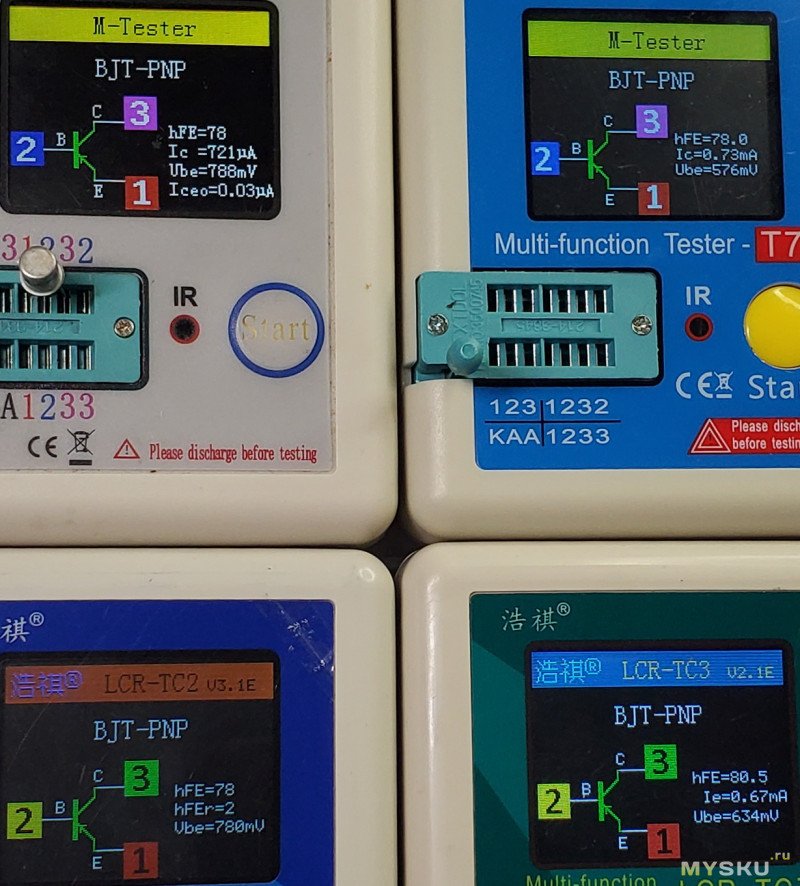 M-Tester
BJT-PNP
C
3
2
B
E
1
hFE=78
Ic =721μA
Vbe=788mV
Iceo=0.03μA
31232
IR
Start
A1233
CE
Please discharge before testing
M-Tester
BJT-PNP
C
3
2
B
E
1
hFE=78.0
Ic=0.73mA
Ube=576mV
Multi-function Tester - T7
IR
123 1232
KAA 1233
CE
Sta
Please disch
before testin
祺®
浩祺® LCR-TC2 V3.1E
BJT-PNP
C
3
2
B
E
1
hFE=78
hFEr=2
Vbe=780mV
浩祺®
浩祺® LCR-TC3 V2.1E
BJT-PNP
C
3
2
B
E
1
hFE=80.5
Ie=0.67mA
Ube=634mV
Multi-function
MYSKU.ru